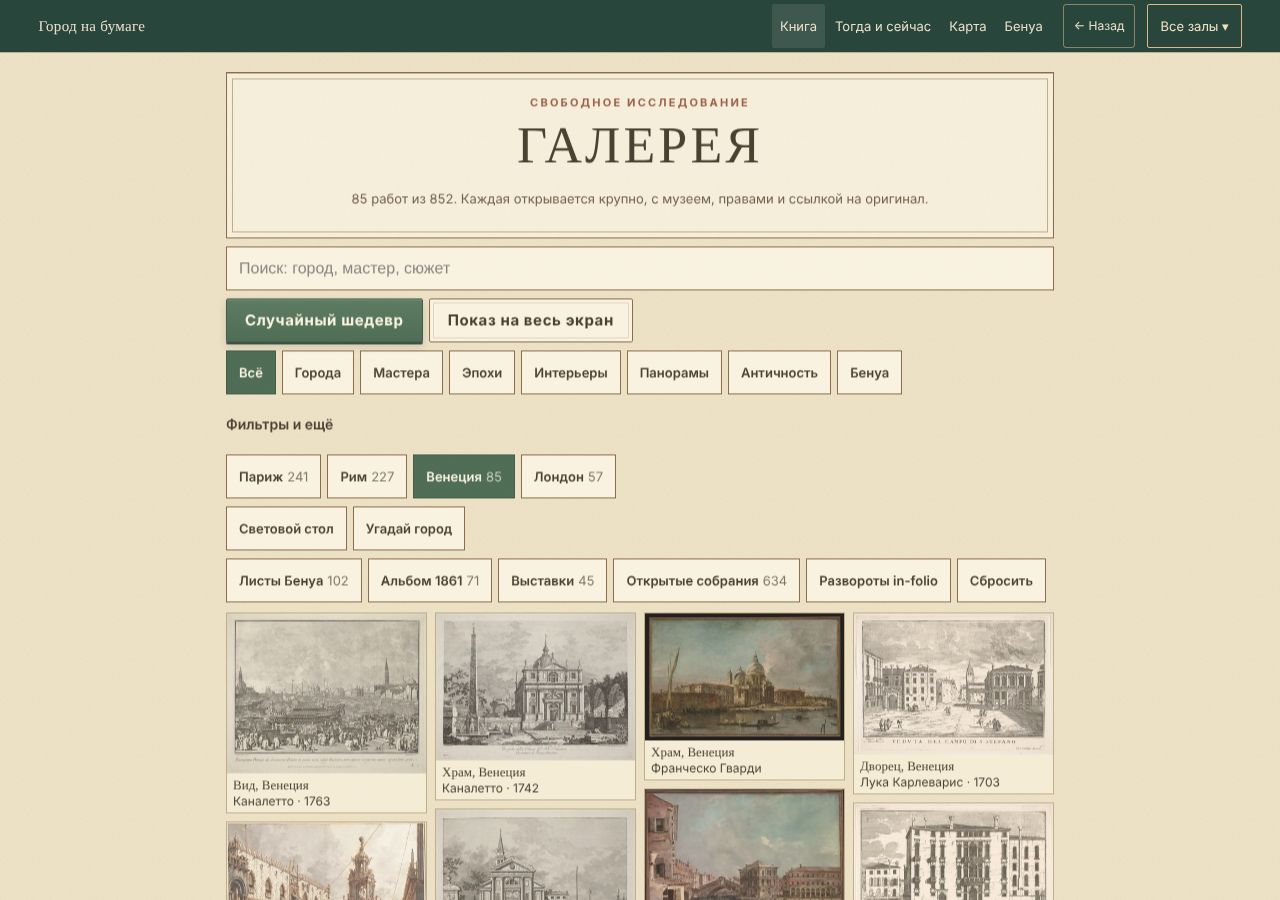 Город на бумаге
Книга Тогда и сейчас Карта Бенуа ← Назад Все залы ▾
СВОБОДНОЕ ИССЛЕДОВАНИЕ
ГАЛЕРЕЯ
85 работ из 852. Каждая открывается крупно, с музеем, правами и ссылкой на оригинал.
Поиск: город, мастер, сюжет
Случайный шедевр Показ на весь экран
Всё Города Мастера Эпохи Интерьеры Панорамы Античность Бенуа
Фильтры и ещё
Париж 241 Рим 227 Венеция 85 Лондон 57
Световой стол Угадай город
Листы Бенуа 102 Альбом 1861 71 Выставки 45 Открытые собрания 634 Развороты in-folio Сбросить
Вид, Венеция
Каналетто · 1763
Храм, Венеция
Каналетто · 1742
Храм, Венеция
Франческо Гварди
Дворец, Венеция
Лука Карлеварис · 1703